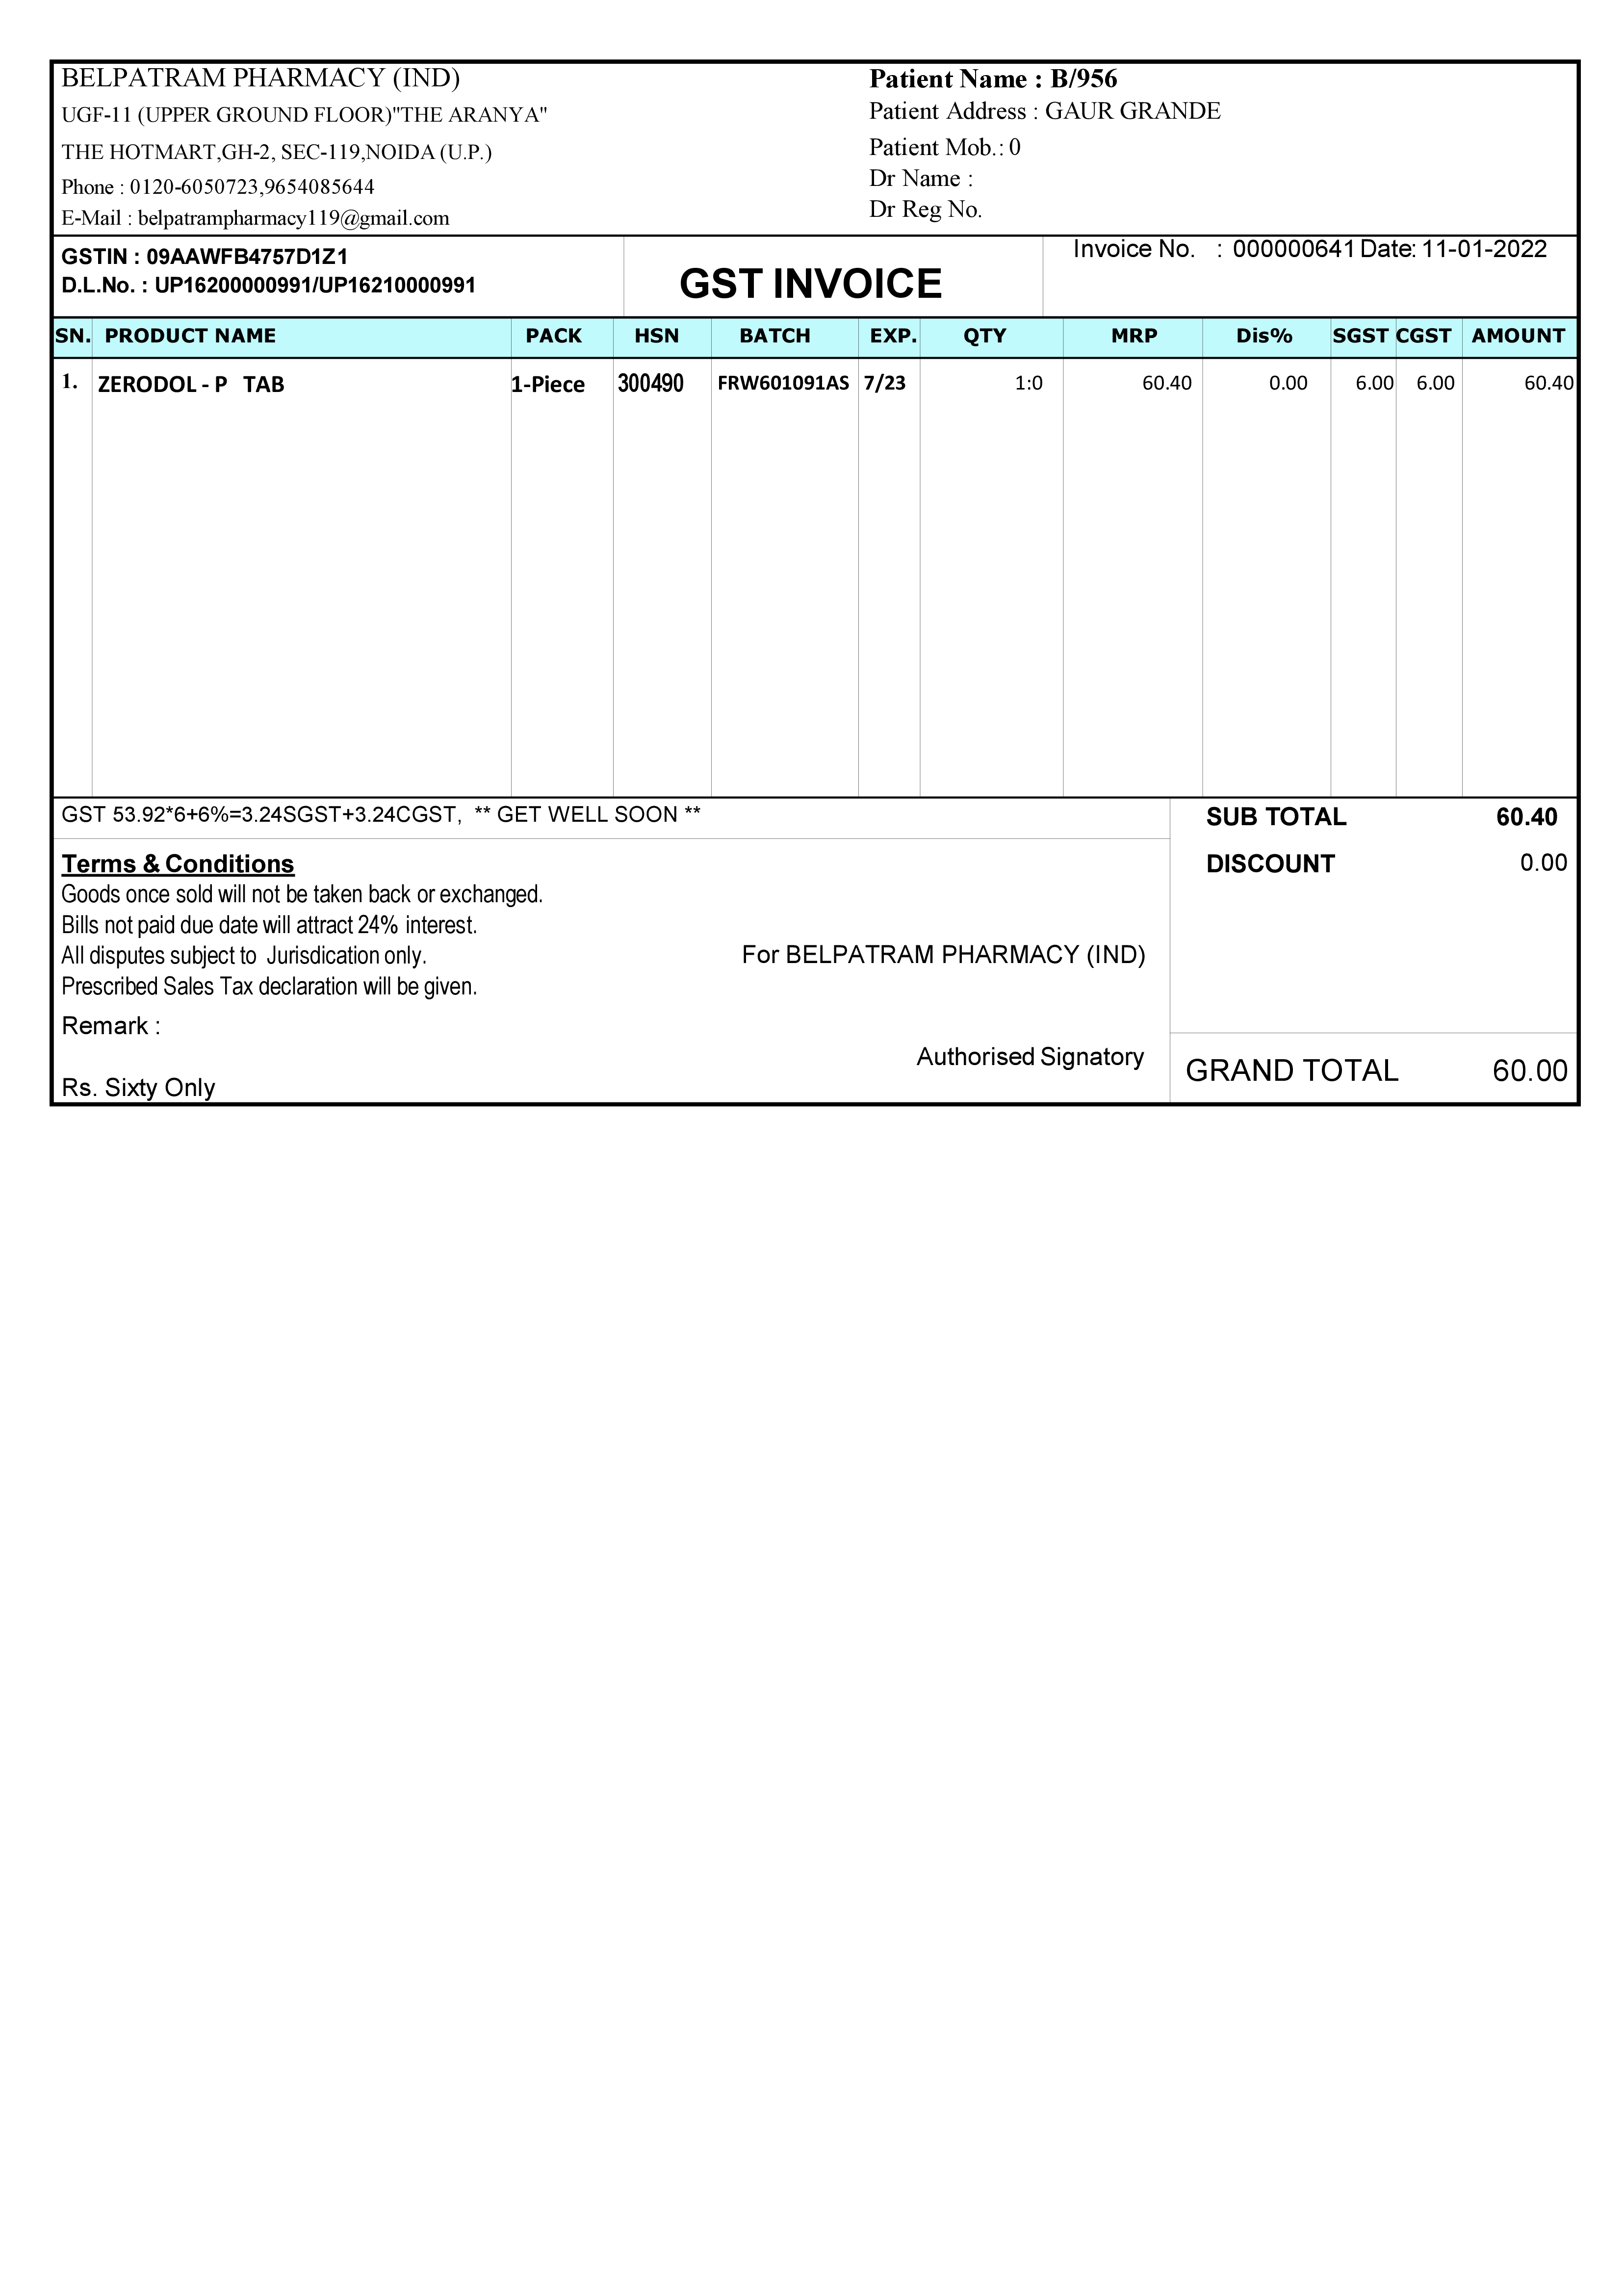 BELPATRAM PHARMACY (IND)
UGF-11 (UPPER GROUND FLOOR)"THE ARANYA"
THE HOTMART,GH-2, SEC-119,NOIDA (U.P.)
Phone : 0120-6050723,9654085644
E-Mail : belpatrampharmacy119@gmail.com
Patient Name : B/956
Patient Address : GAUR GRANDE
Patient Mob.: 0
Dr Name :
Dr Reg No.
GSTIN : 09AAWFB4757D1Z1
D.L.No. : UP16200000991/UP16210000991
GST INVOICE
Invoice No. : 000000641 Date: 11-01-2022
SN. PRODUCT NAME PACK HSN BATCH EXP. QTY MRP Dis% SGST CGST AMOUNT
1. ZERODOL - P TAB 1-Piece 300490 FRW601091AS 7/23 1:0 60.40 0.00 6.00 6.00 60.40
GST 53.92*6+6%=3.24SGST+3.24CGST, ** GET WELL SOON **
SUB TOTAL 60.40
DISCOUNT 0.00
Terms & Conditions
Goods once sold will not be taken back or exchanged.
Bills not paid due date will attract 24% interest.
All disputes subject to Jurisdication only.
Prescribed Sales Tax declaration will be given.
For BELPATRAM PHARMACY (IND)
Remark :
Authorised Signatory
Rs. Sixty Only
GRAND TOTAL 60.00